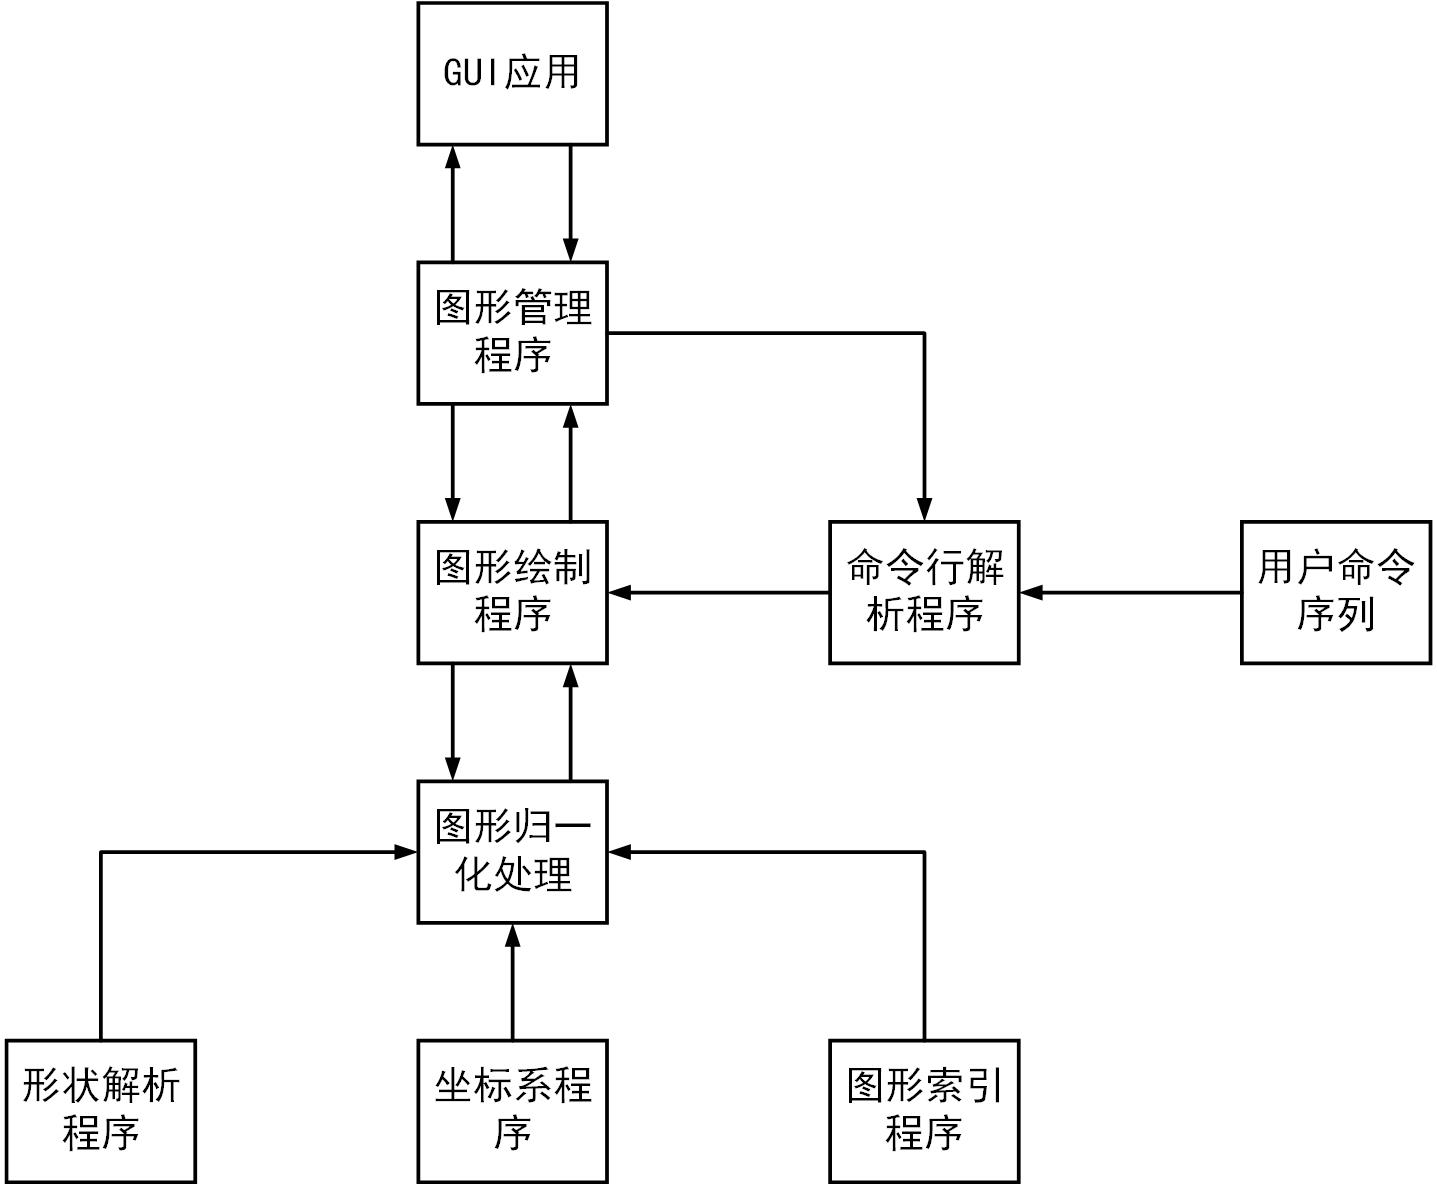 GUI应用
图形管理
程序
图形绘制
程序
命令行解
析程序
用户命令
序列
图形归一
化处理
形状解析
程序
坐标系程
序
图形索引
程序